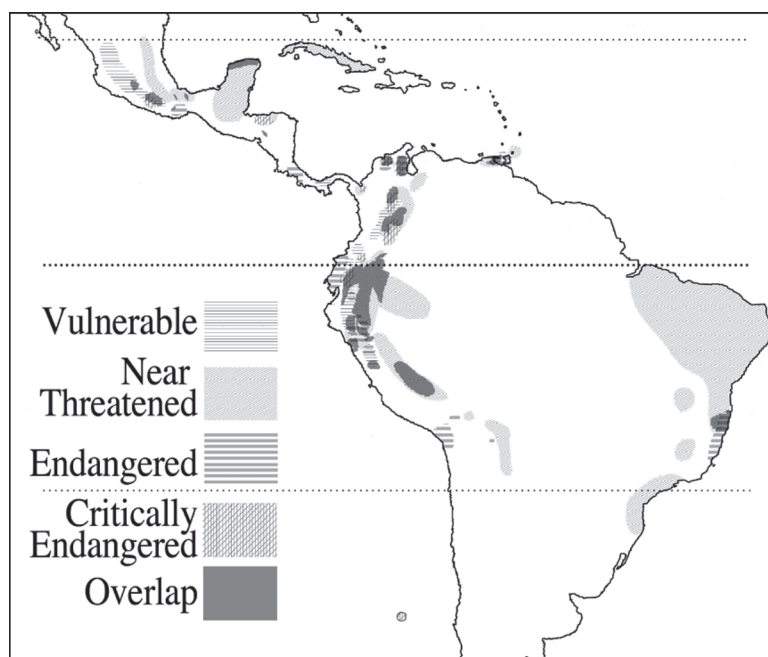 Vulnerable
Near
Threatened
Endangered
Critically
Endangered
Overlap